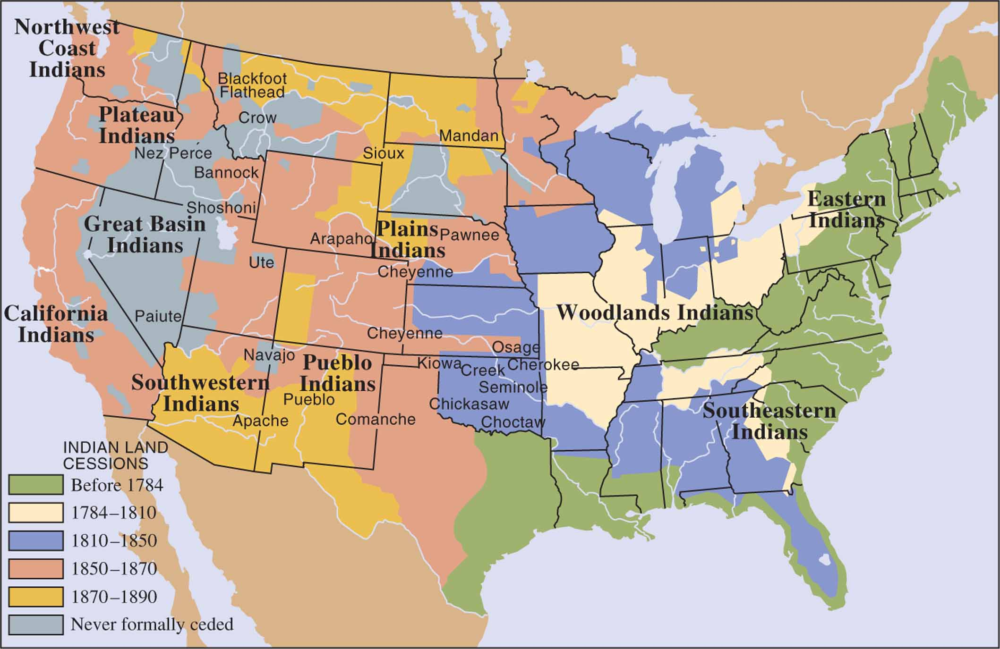 Northwest
Coast
Indians
Blackfoot
Flathead
Plateau
Indians
Crow
Mandan
Nez Perce
Sioux
Bannock
Eastern
Indians
Shoshoni
Great Basin
Indians
Arapaho
Plains
Indians
Pawnee
Ute
Cheyenne
California
Indians
Paiute
Woodlands Indians
Cheyenne
Osage
Navajo
Pueblo
Indians
Kiowa
Creek
Cherokee
Southwestern
Indians
Seminole
Pueblo
Chickasaw
Southeastern
Indians
Apache
Comanche
Choctaw
INDIAN LAND
CESSIONS
Before 1784
1784–1810
1810–1850
1850–1870
1870–1890
Never formally ceded